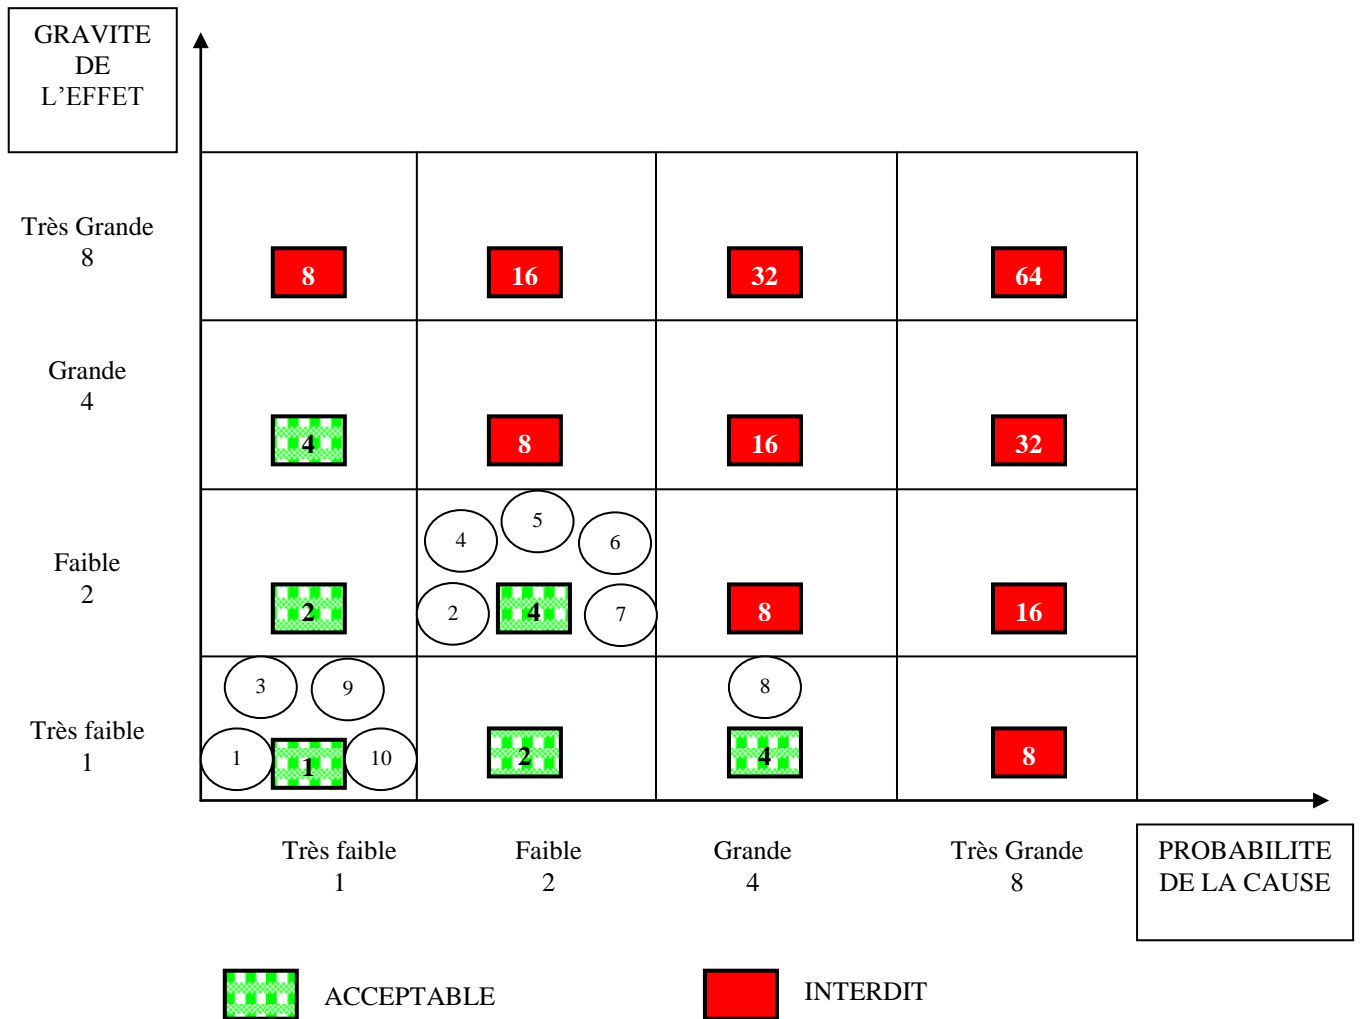 GRAVITE
DE
L'EFFET
Très Grande
8
8
16
32
64
Grande
4
4
8
16
32
4
5
6
Faible
2
2
2
4
7
8
16
3
9
8
Très faible
1
1
1
10
2
4
8
Très faible
1
Faible
2
Grande
4
Très Grande
8
PROBABILITE
DE LA CAUSE
ACCEPTABLE
INTERDIT